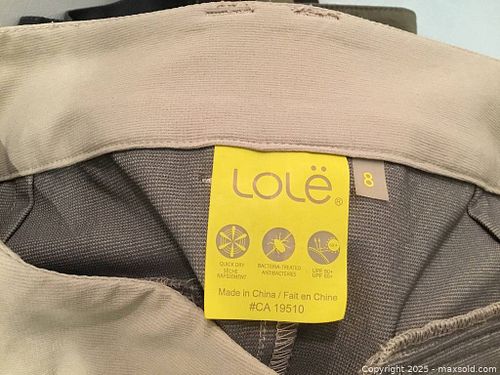 LOLË®
8
QUICK DRY
SÈCHE
RAPIDEMENT
BACTERIA-TREATED
ANTIBACTÉRIES
UPF 50+
UPF 50+
Made in China / Fait en Chine
#CA 19510
Copyright © 2025 - maxsold.com